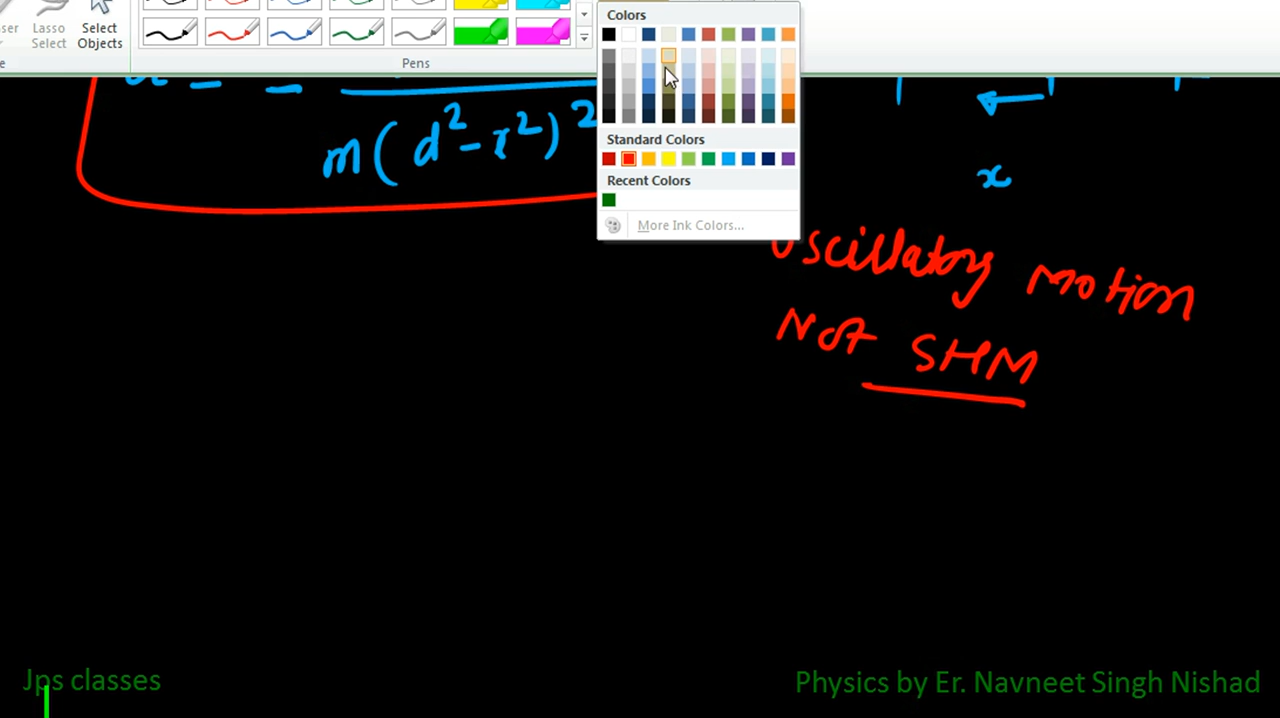 Lasso
Select
Select
Objects
Pens
Colors
Standard Colors
Recent Colors
More Ink Colors...
m(d²-x²)²
x
Oscillatory motion
Not SHM
Jps classes
Physics by Er. Navneet Singh Nishad